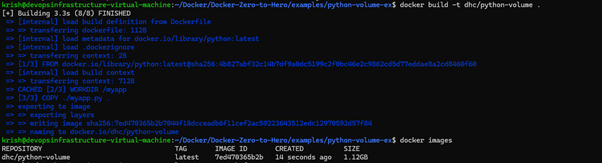 krish@devopsinfrastructure-virtual-machine:~/Docker/Docker-Zero-to-Hero/examples/python-volume-ex$ docker build -t dhc/python-volume .
[+] Building 3.3s (8/8) FINISHED
=> [internal] load build definition from Dockerfile
=> => transferring dockerfile: 112B
=> [internal] load metadata for docker.io/library/python:latest
=> [internal] load .dockerignore
=> => transferring context: 2B
=> [1/3] FROM docker.io/library/python:latest
=> [internal] load build context
=> => transferring context: 712B
=> CACHED [2/3] WORKDIR /myapp
=> [3/3] COPY ./myapp.py .
=> exporting to image
=> => exporting layers
=> => writing image
=> => naming to docker.io/dhc/python-volume
krish@devopsinfrastructure-virtual-machine:~/Docker/Docker-Zero-to-Hero/examples/python-volume-ex$ docker images
REPOSITORY TAG IMAGE ID CREATED SIZE
dhc/python-volume latest 7ed470365b2b 14 seconds ago 1.12GB